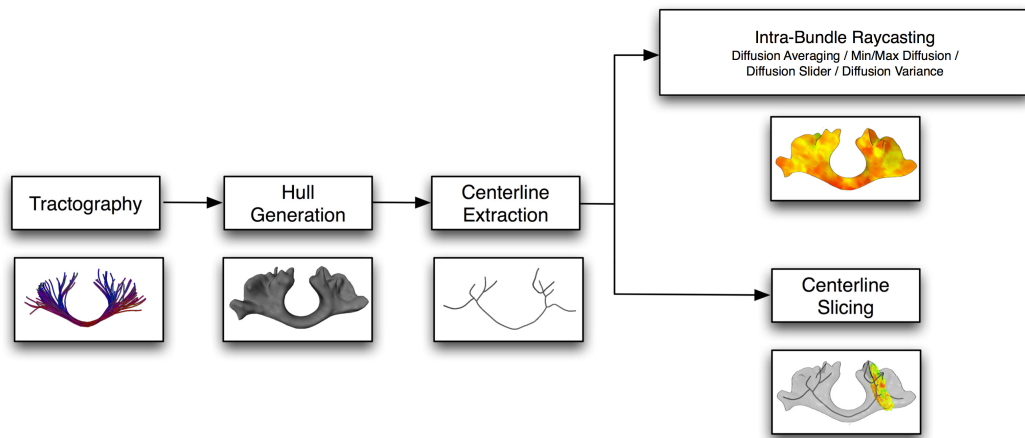 Intra-Bundle Raycasting
Diffusion Averaging / Min/Max Diffusion /
Diffusion Slider / Diffusion Variance
Tractography
Hull
Generation
Centerline
Extraction
Centerline
Slicing